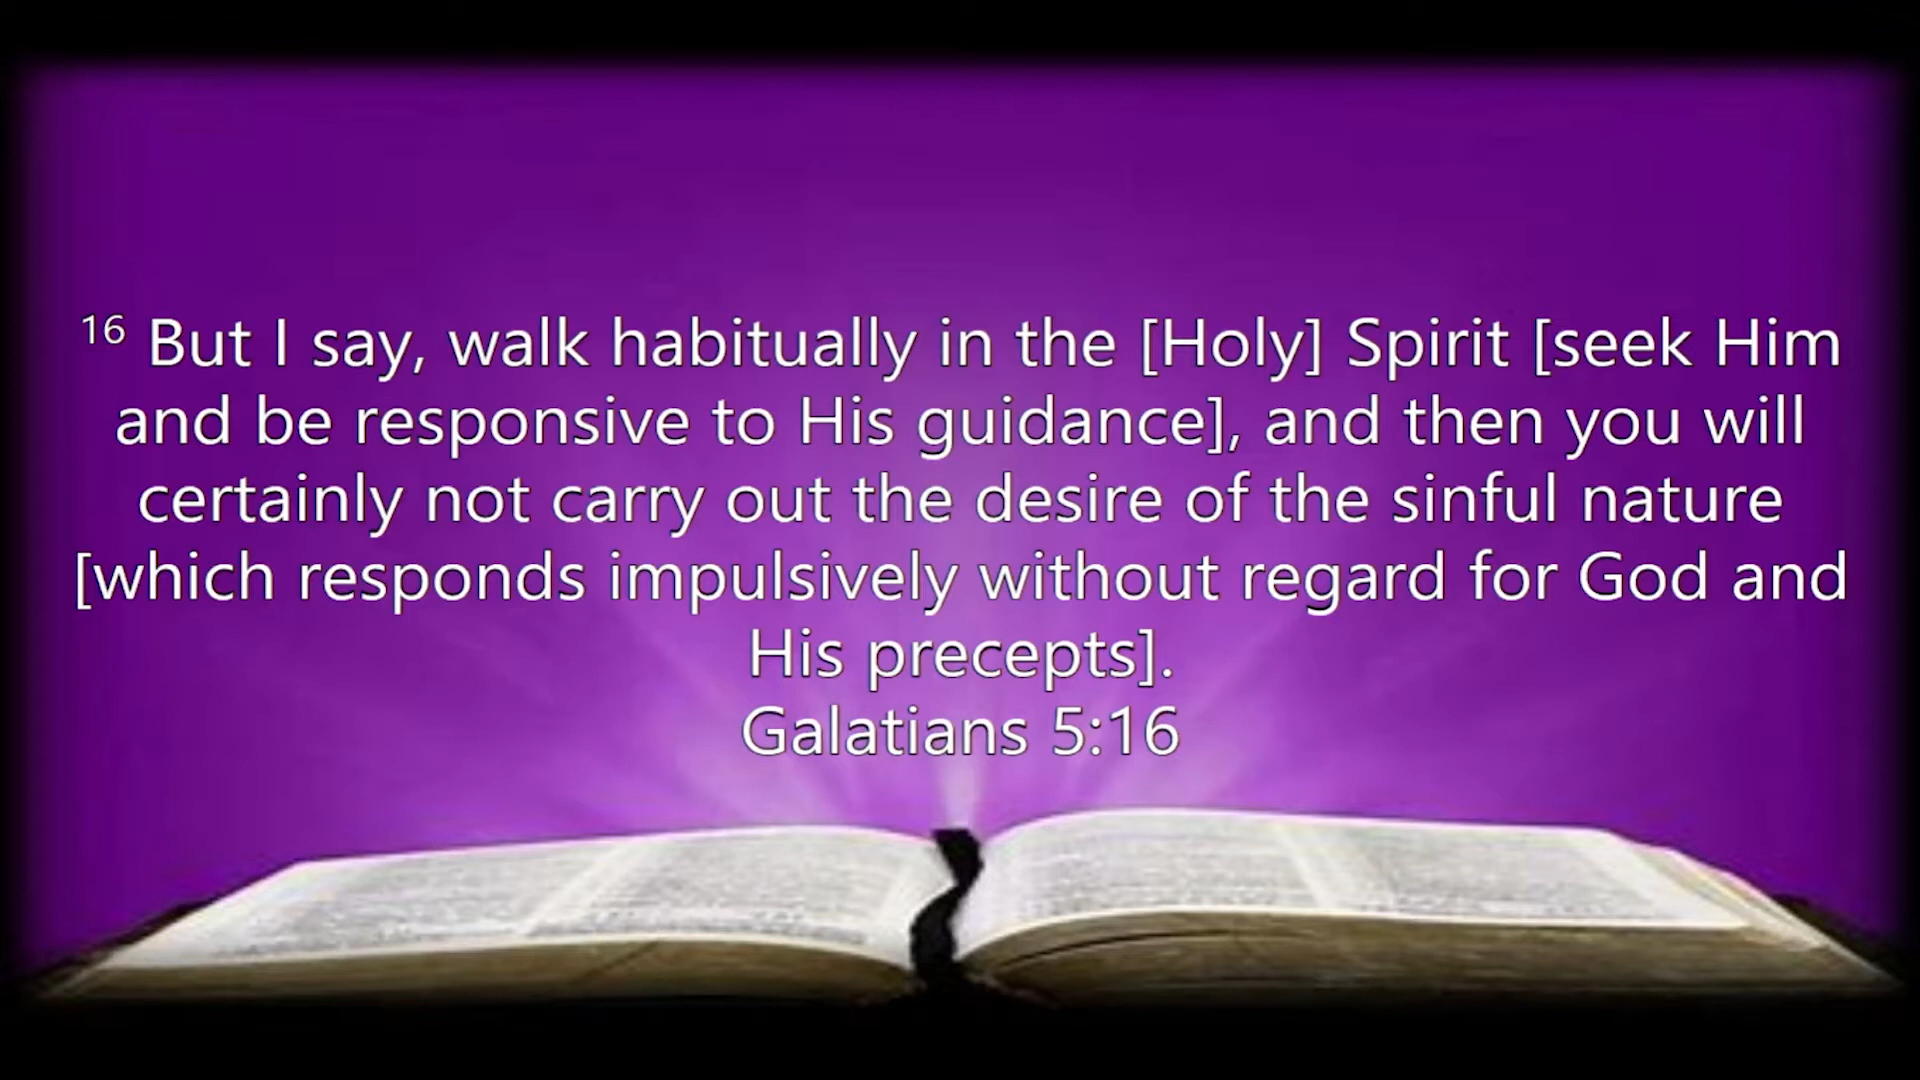 16 But I say, walk habitually in the [Holy] Spirit [seek Him
and be responsive to His guidance], and then you will
certainly not carry out the desire of the sinful nature
[which responds impulsively without regard for God and
His precepts].
Galatians 5:16